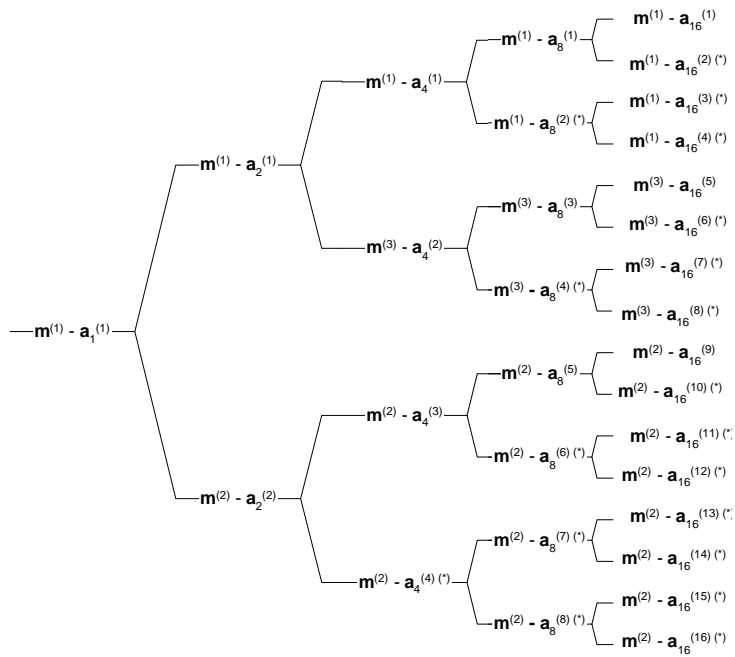 m⁽¹⁾ - a₁₆⁽¹⁾
m⁽¹⁾ - a₈⁽¹⁾
m⁽¹⁾ - a₁₆⁽²⁾ ⁽*⁾
m⁽¹⁾ - a₄⁽¹⁾
m⁽¹⁾ - a₁₆⁽³⁾ ⁽*⁾
m⁽¹⁾ - a₈⁽²⁾ ⁽*⁾
m⁽¹⁾ - a₁₆⁽⁴⁾ ⁽*⁾
m⁽¹⁾ - a₂⁽¹⁾
m⁽³⁾ - a₁₆⁽⁵⁾
m⁽³⁾ - a₈⁽³⁾
m⁽³⁾ - a₁₆⁽⁶⁾ ⁽*⁾
m⁽³⁾ - a₄⁽²⁾
m⁽³⁾ - a₁₆⁽⁷⁾ ⁽*⁾
m⁽³⁾ - a₈⁽⁴⁾ ⁽*⁾
m⁽³⁾ - a₁₆⁽⁸⁾ ⁽*⁾
m⁽¹⁾ - a₁⁽¹⁾
m⁽²⁾ - a₁₆⁽⁹⁾
m⁽²⁾ - a₈⁽⁵⁾
m⁽²⁾ - a₁₆⁽¹⁰⁾ ⁽*⁾
m⁽²⁾ - a₄⁽³⁾
m⁽²⁾ - a₁₆⁽¹¹⁾ ⁽*⁾
m⁽²⁾ - a₈⁽⁶⁾ ⁽*⁾
m⁽²⁾ - a₁₆⁽¹²⁾ ⁽*⁾
m⁽²⁾ - a₂⁽²⁾
m⁽²⁾ - a₁₆⁽¹³⁾ ⁽*⁾
m⁽²⁾ - a₈⁽⁷⁾ ⁽*⁾
m⁽²⁾ - a₁₆⁽¹⁴⁾ ⁽*⁾
m⁽²⁾ - a₄⁽⁴⁾ ⁽*⁾
m⁽²⁾ - a₁₆⁽¹⁵⁾ ⁽*⁾
m⁽²⁾ - a₈⁽⁸⁾ ⁽*⁾
m⁽²⁾ - a₁₆⁽¹⁶⁾ ⁽*⁾